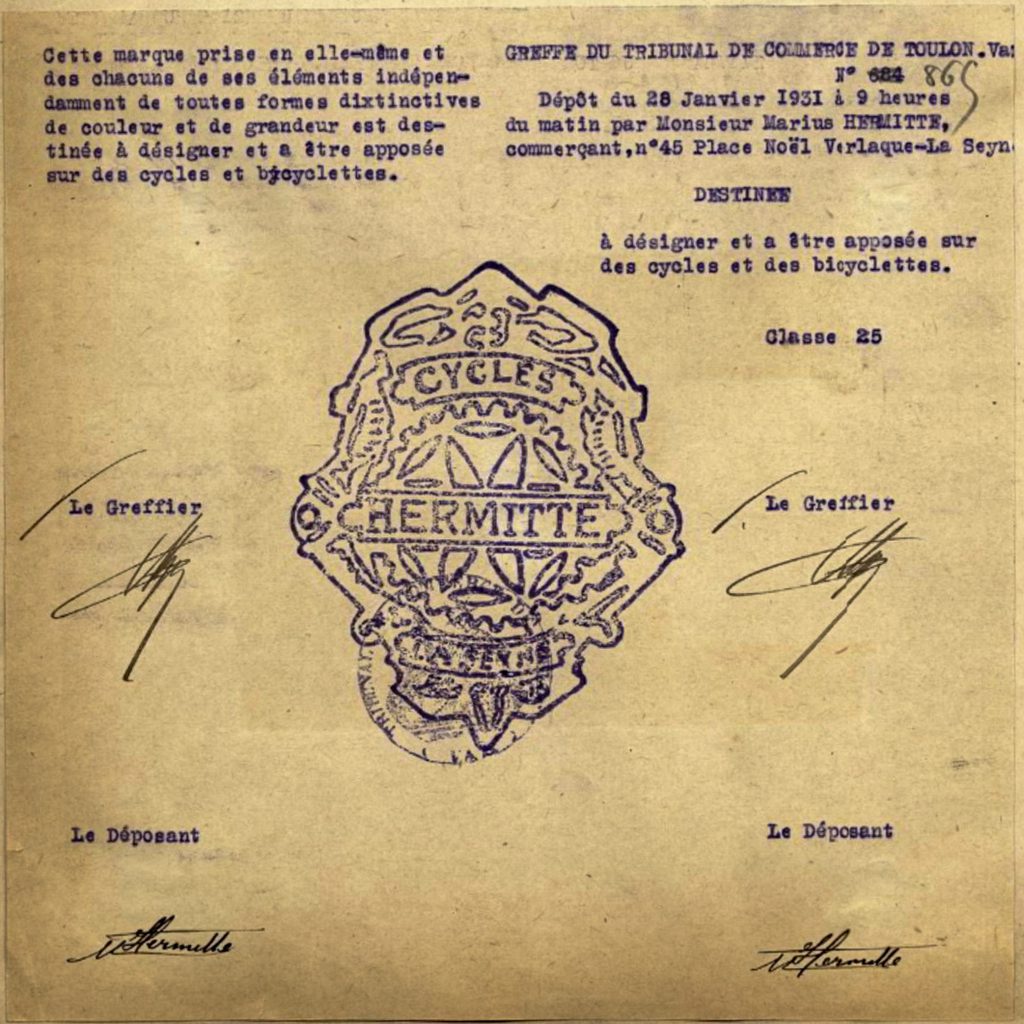 Cette marque prise en elle-même et
des chacuns de ses éléments indépen-
damment de toutes formes dixtinctives
de couleur et de grandeur est des-
tinée à désigner et a être apposée
sur des cycles et bycyclettes.
GREFFE DU TRIBUNAL DE COMMERCE DE TOULON.Va
N° 684 865
Dépôt du 28 Janvier 1931 à 9 heures
du matin par Monsieur Marius HERMITTE,
commerçant,n°45 Place Noël Verlaque-La Seyn
DESTINEE
à désigner et a être apposée sur
des cycles et des bicyclettes.
Classe 25
CYCLES
HERMITTE
LA SEYNE
TRIBUNAL
Le Greffier
Le Greffier
Le Déposant
Le Déposant
Hermitte
Hermitte